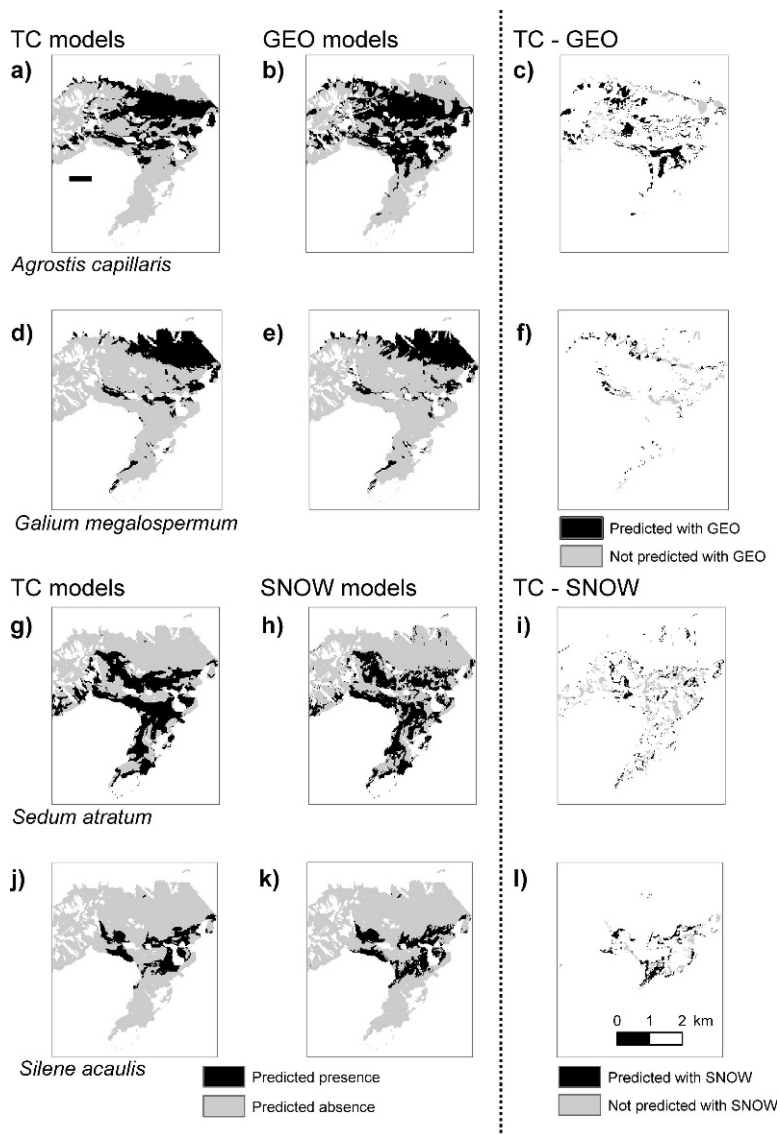 TC models GEO models TC - GEO
a) b) c)
Agrostis capillaris
d) e) f)
Galium megalospermum
Predicted with GEO
Not predicted with GEO
TC models SNOW models TC - SNOW
g) h) i)
Sedum atratum
j) k) l)
0 1 2 km
Silene acaulis
Predicted presence
Predicted absence
Predicted with SNOW
Not predicted with SNOW